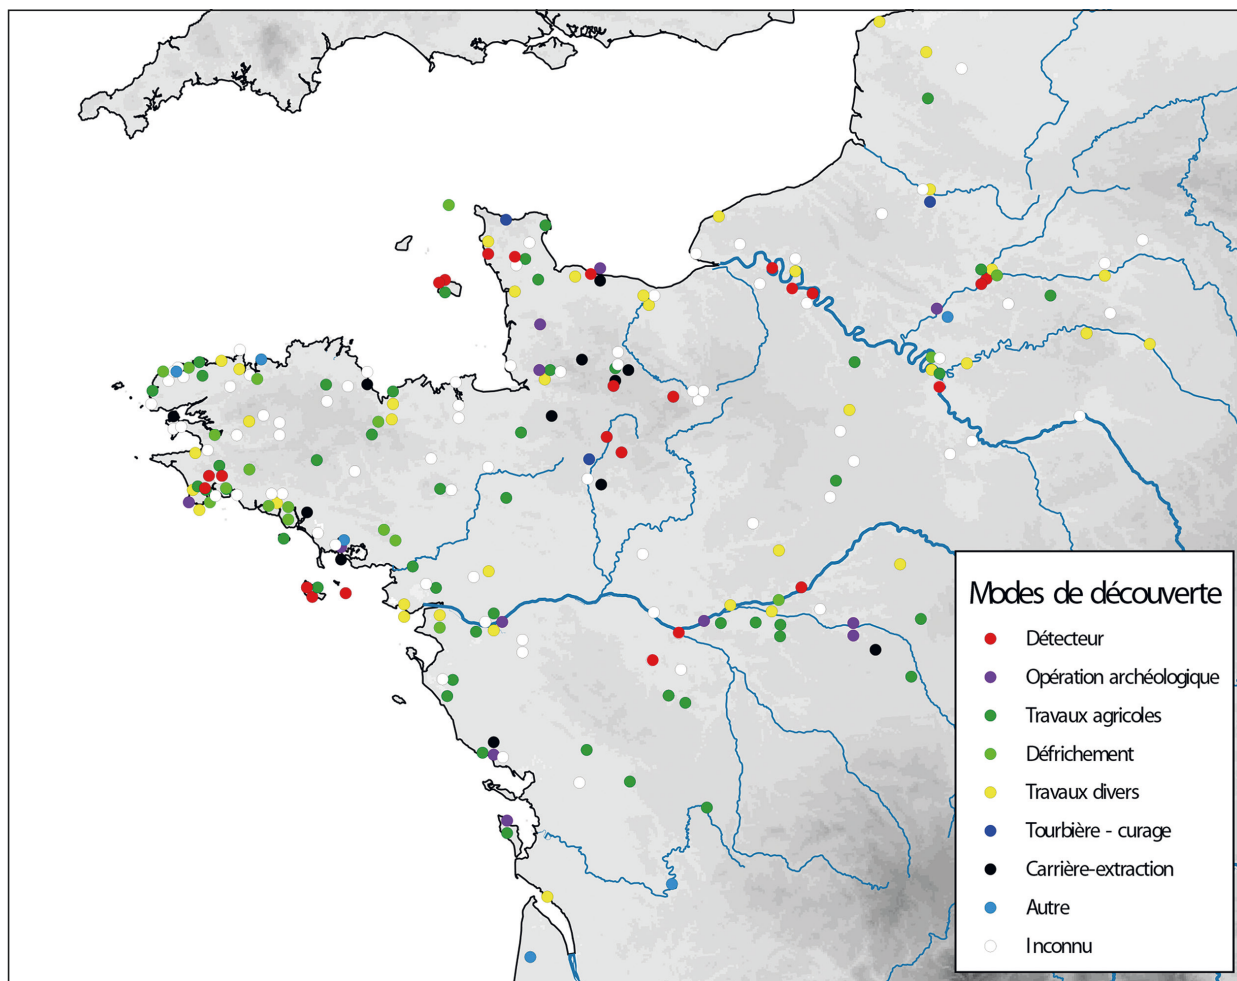 Modes de découverte
Détecteur
Opération archéologique
Travaux agricoles
Défrichement
Travaux divers
Tourbière - curage
Carrière-extraction
Autre
Inconnu